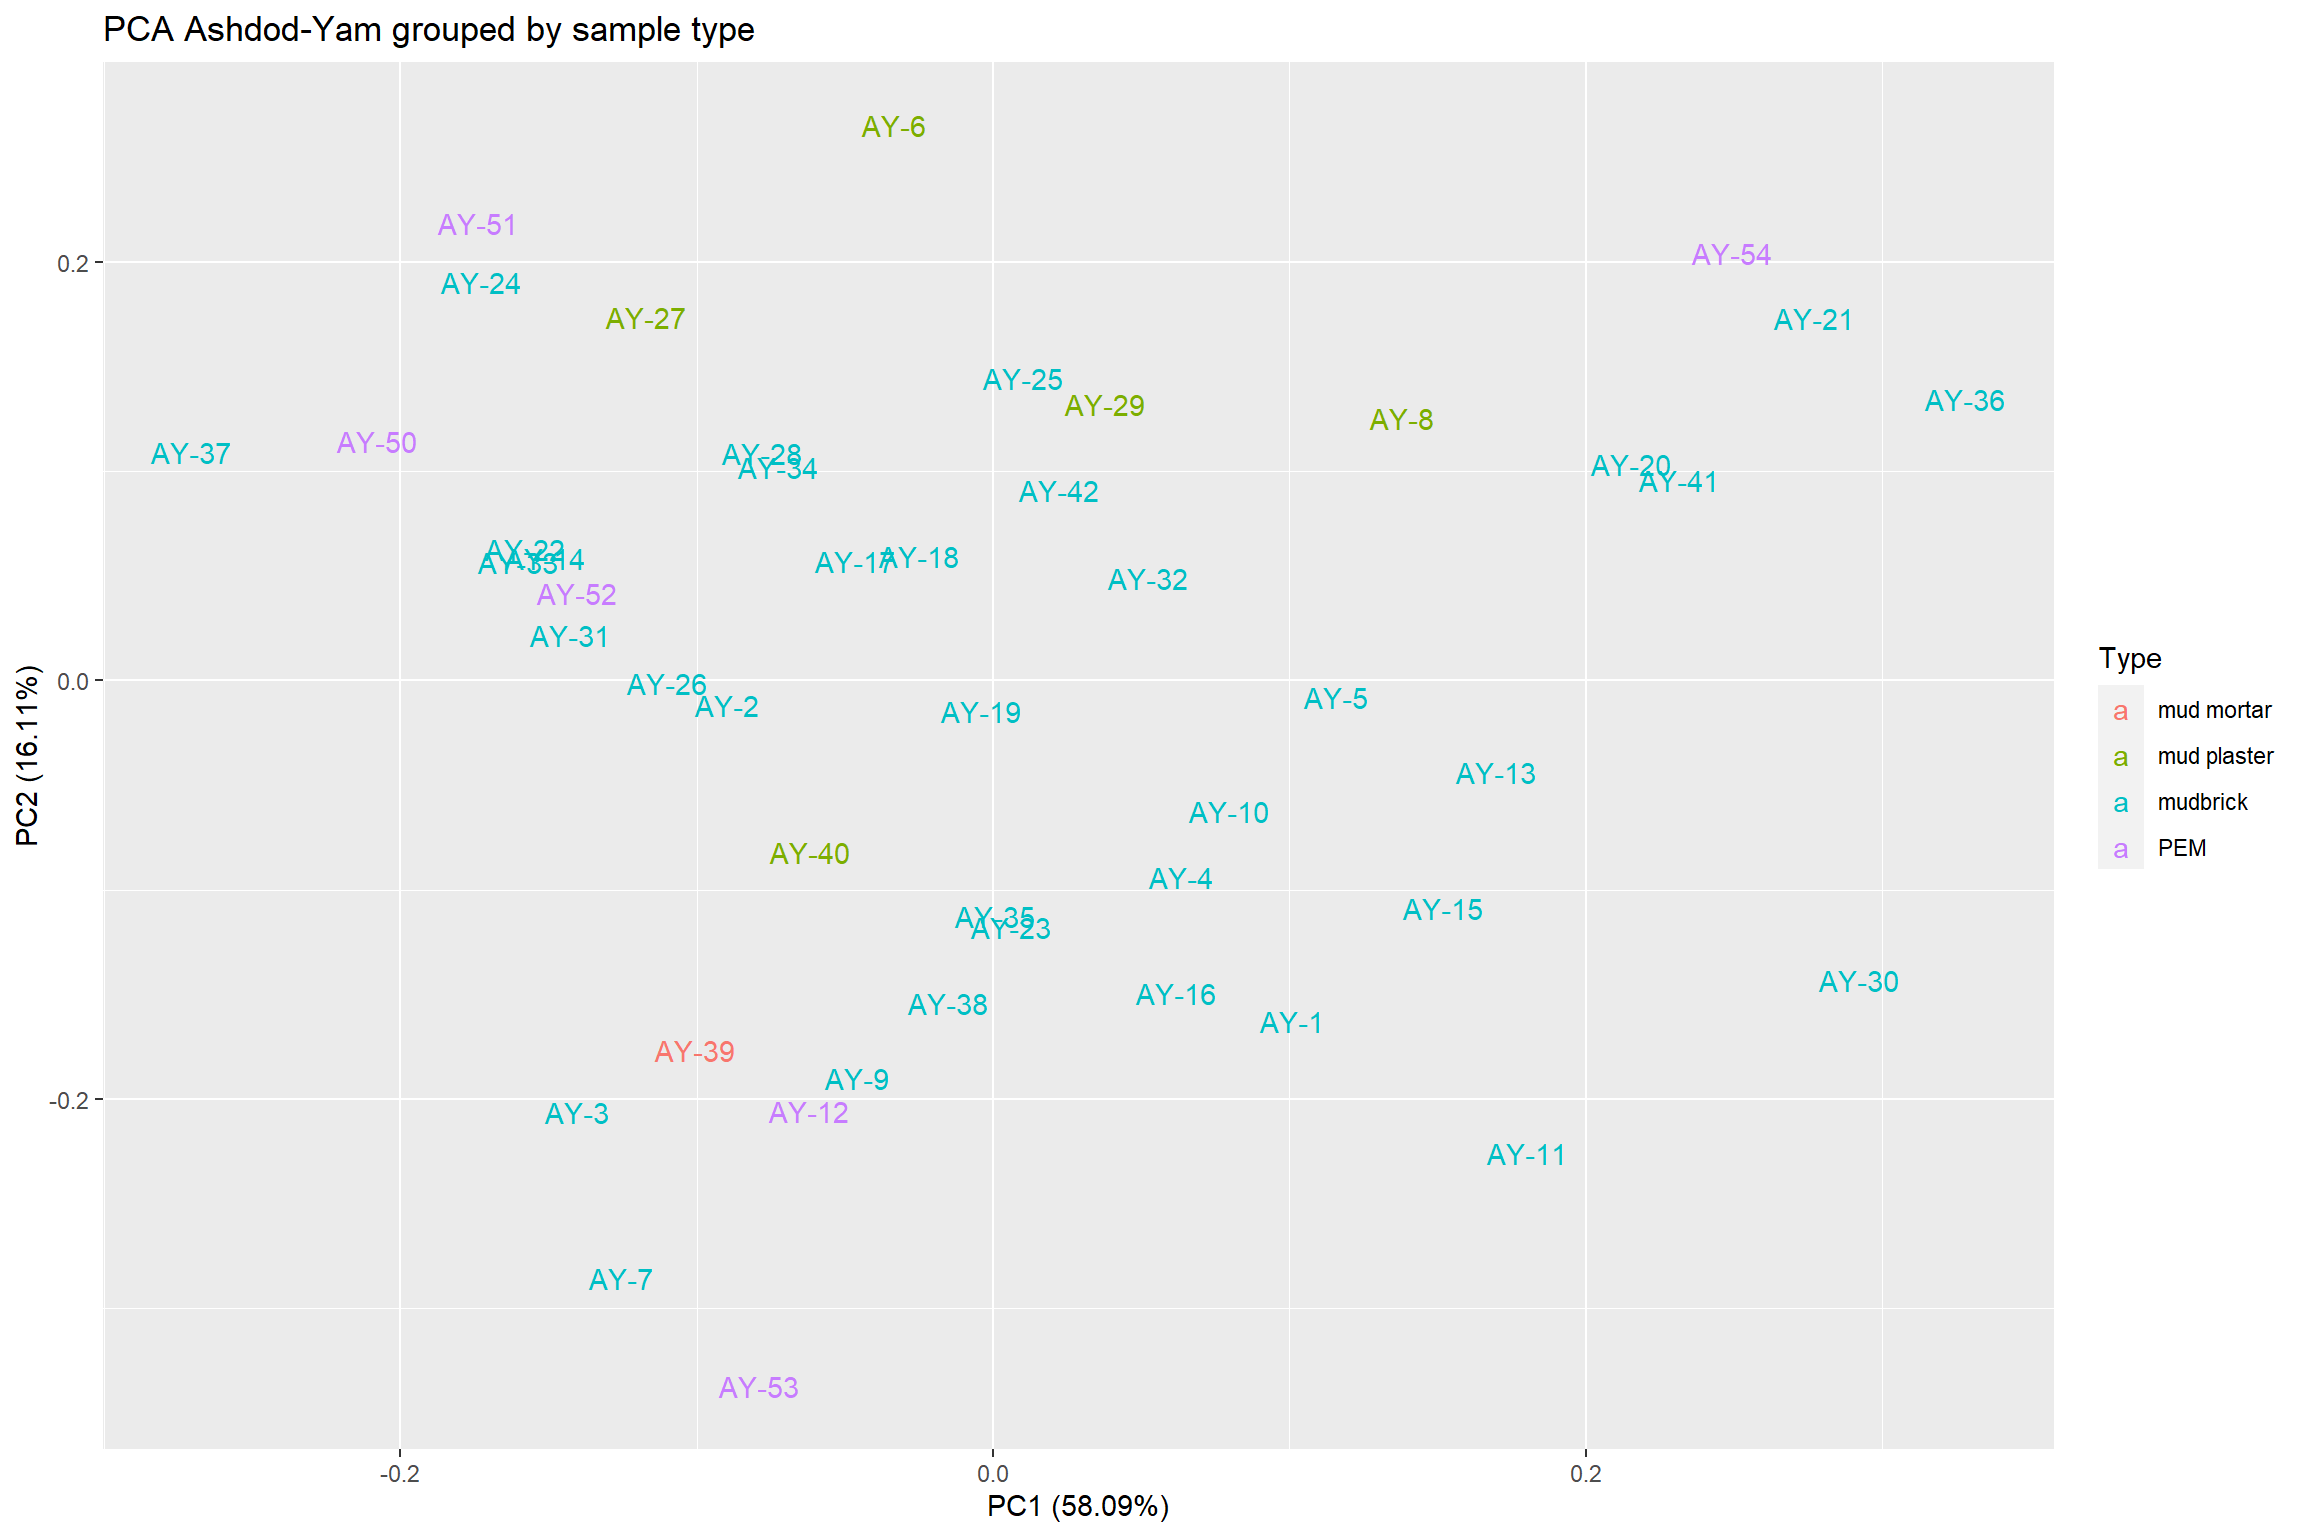 PCA Ashdod-Yam grouped by sample type
AY-6
AY-51
AY-54
0.2
AY-24
AY-27
AY-21
AY-25
AY-29
AY-36
AY-8
AY-50
AY-37
AY-28
AY-34
AY-20
AY-41
AY-42
AY-22
AY-14
AY-33
AY-17
AY-18
AY-32
AY-52
AY-31
0.0
AY-26
AY-2
AY-19
AY-5
AY-13
AY-10
AY-40
AY-4
AY-35
AY-23
AY-15
AY-30
AY-38
AY-16
AY-1
AY-39
AY-9
-0.2
AY-3
AY-12
AY-11
AY-7
AY-53
-0.2 0.0 0.2
PC1 (58.09%)
PC2 (16.11%)
Type
a mud mortar
a mud plaster
a mudbrick
a PEM